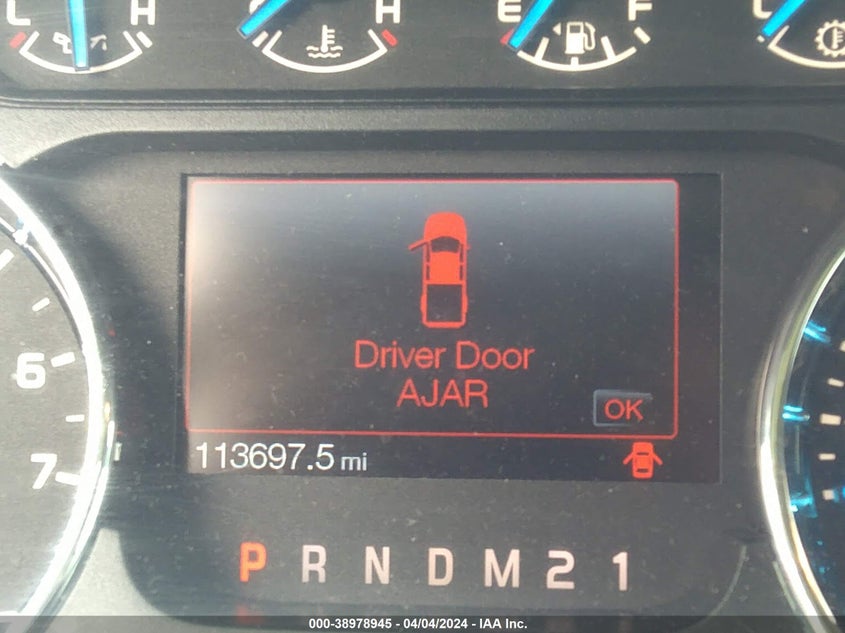 L H C H E F C
6
7
Driver Door
AJAR
OK
113697.5 mi
P R N D M 2 1
000-38978945 - 04/04/2024 - IAA Inc.